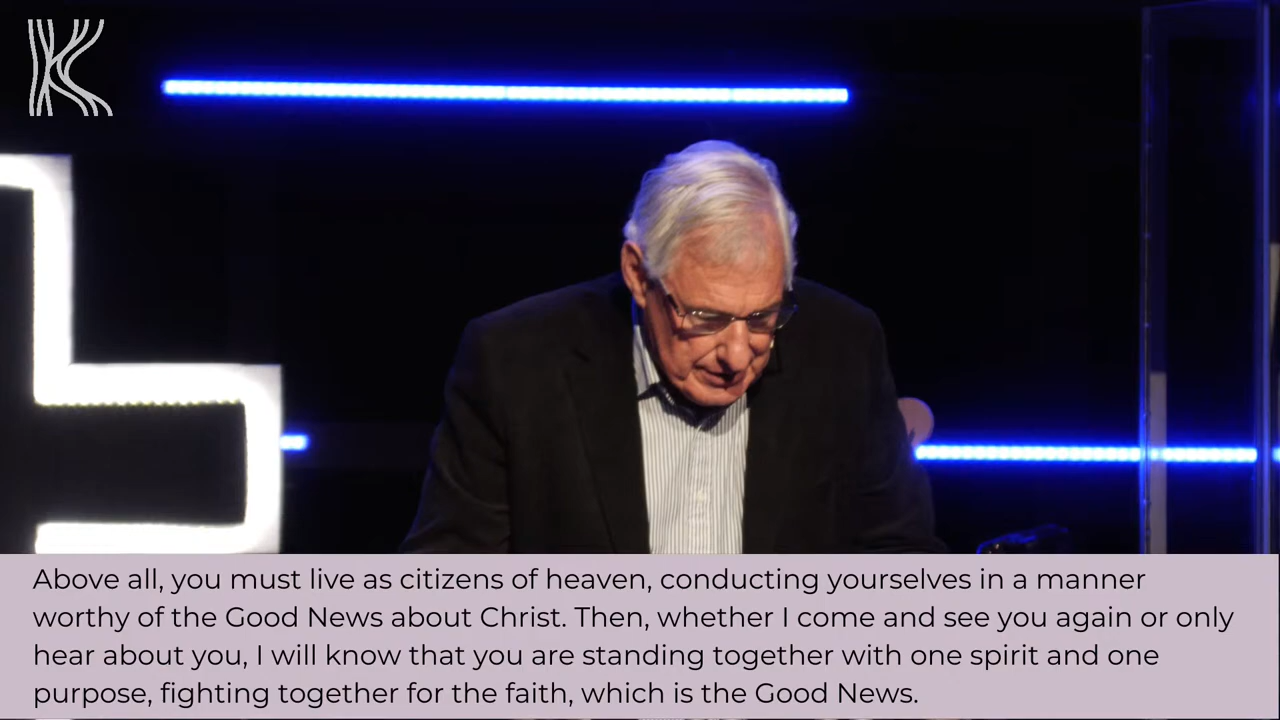 K
Above all, you must live as citizens of heaven, conducting yourselves in a manner
worthy of the Good News about Christ. Then, whether I come and see you again or only
hear about you, I will know that you are standing together with one spirit and one
purpose, fighting together for the faith, which is the Good News.